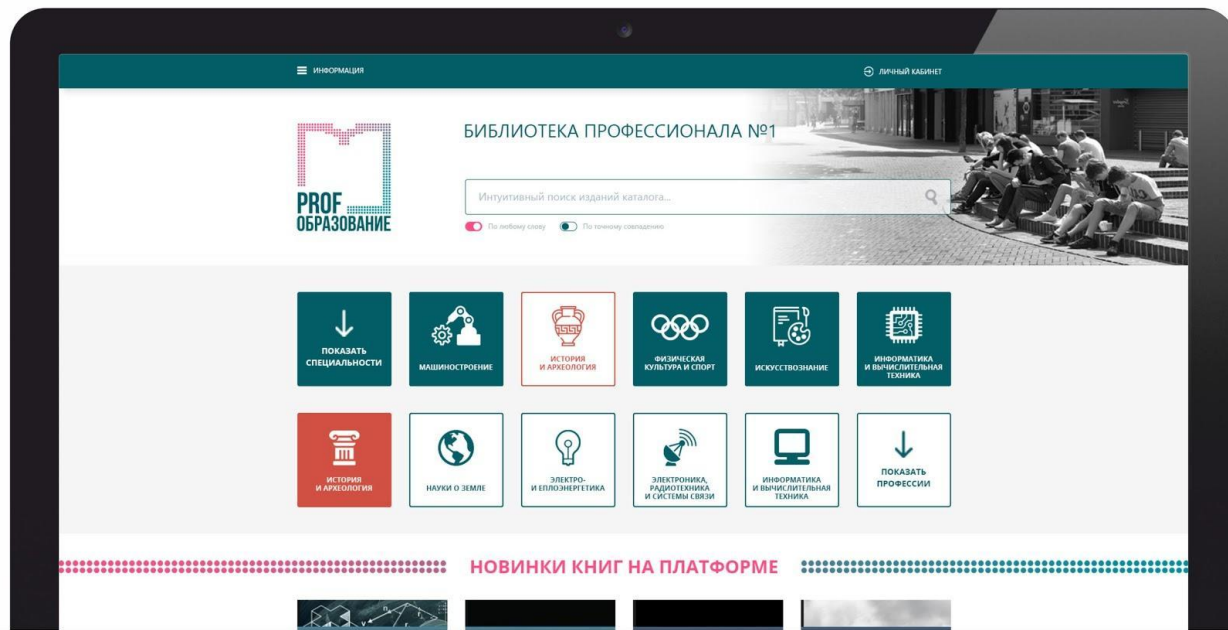 ИНФОРМАЦИЯ
ЛИЧНЫЙ КАБИНЕТ
PROF
ОБРАЗОВАНИЕ
БИБЛИОТЕКА ПРОФЕССИОНАЛА №1
Интуитивный поиск изданий каталога...
По любому слову
По точному совпадению
ПОКАЗАТЬ
СПЕЦИАЛЬНОСТИ
МАШИНОСТРОЕНИЕ
ИСТОРИЯ
И АРХЕОЛОГИЯ
ФИЗИЧЕСКАЯ
КУЛЬТУРА И СПОРТ
ИСКУССТВОЗНАНИЕ
ИНФОРМАТИКА
И ВЫЧИСЛИТЕЛЬНАЯ
ТЕХНИКА
ИСТОРИЯ
И АРХЕОЛОГИЯ
НАУКИ О ЗЕМЛЕ
ЭЛЕКТРО-
И ЕПЛОЭНЕРГЕТИКА
ЭЛЕКТРОНИКА,
РАДИОТЕХНИКА
И СИСТЕМЫ СВЯЗИ
ИНФОРМАТИКА
И ВЫЧИСЛИТЕЛЬНАЯ
ТЕХНИКА
ПОКАЗАТЬ
ПРОФЕССИИ
НОВИНКИ КНИГ НА ПЛАТФОРМЕ